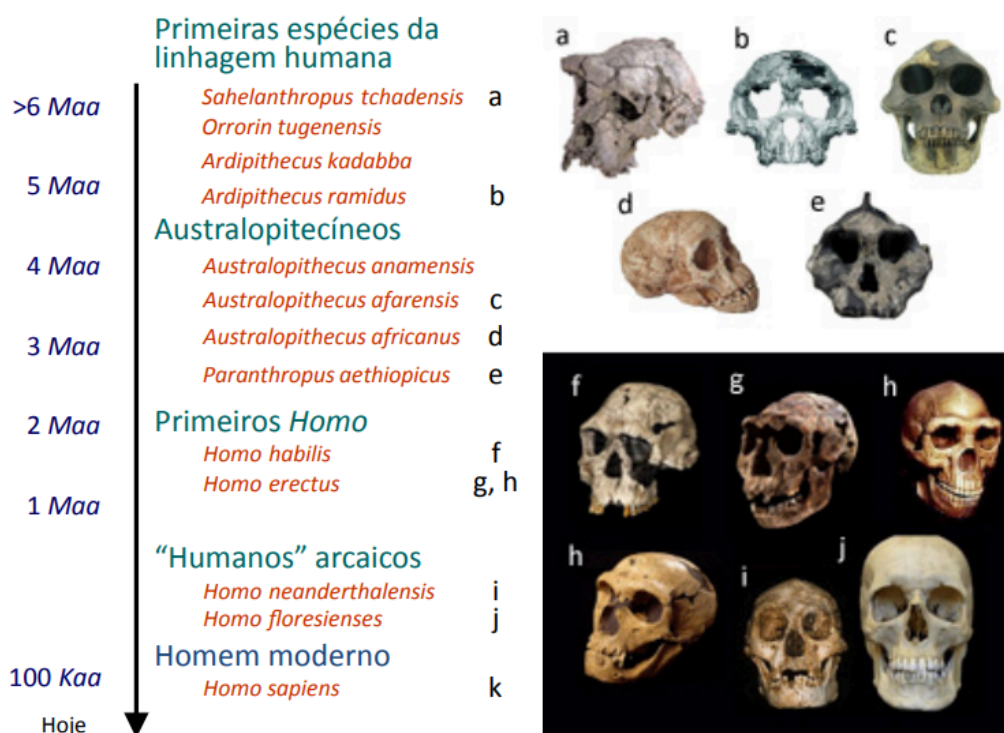 Primeiras espécies da
linhagem humana
>6 Maa
Sahelanthropus tchadensis a
Orrorin tugenensis
Ardipithecus kadabba
5 Maa
Ardipithecus ramidus b
Australopitecíneos
4 Maa
Australopithecus anamensis
Australopithecus afarensis c
3 Maa
Australopithecus africanus d
Paranthropus aethiopicus e
2 Maa
Primeiros Homo
Homo habilis f
Homo erectus g, h
1 Maa
“Humanos” arcaicos
Homo neanderthalensis i
Homo floresienses j
Homem moderno
100 Kaa
Homo sapiens k
Hoje
a b c
d e
f g h
h i j